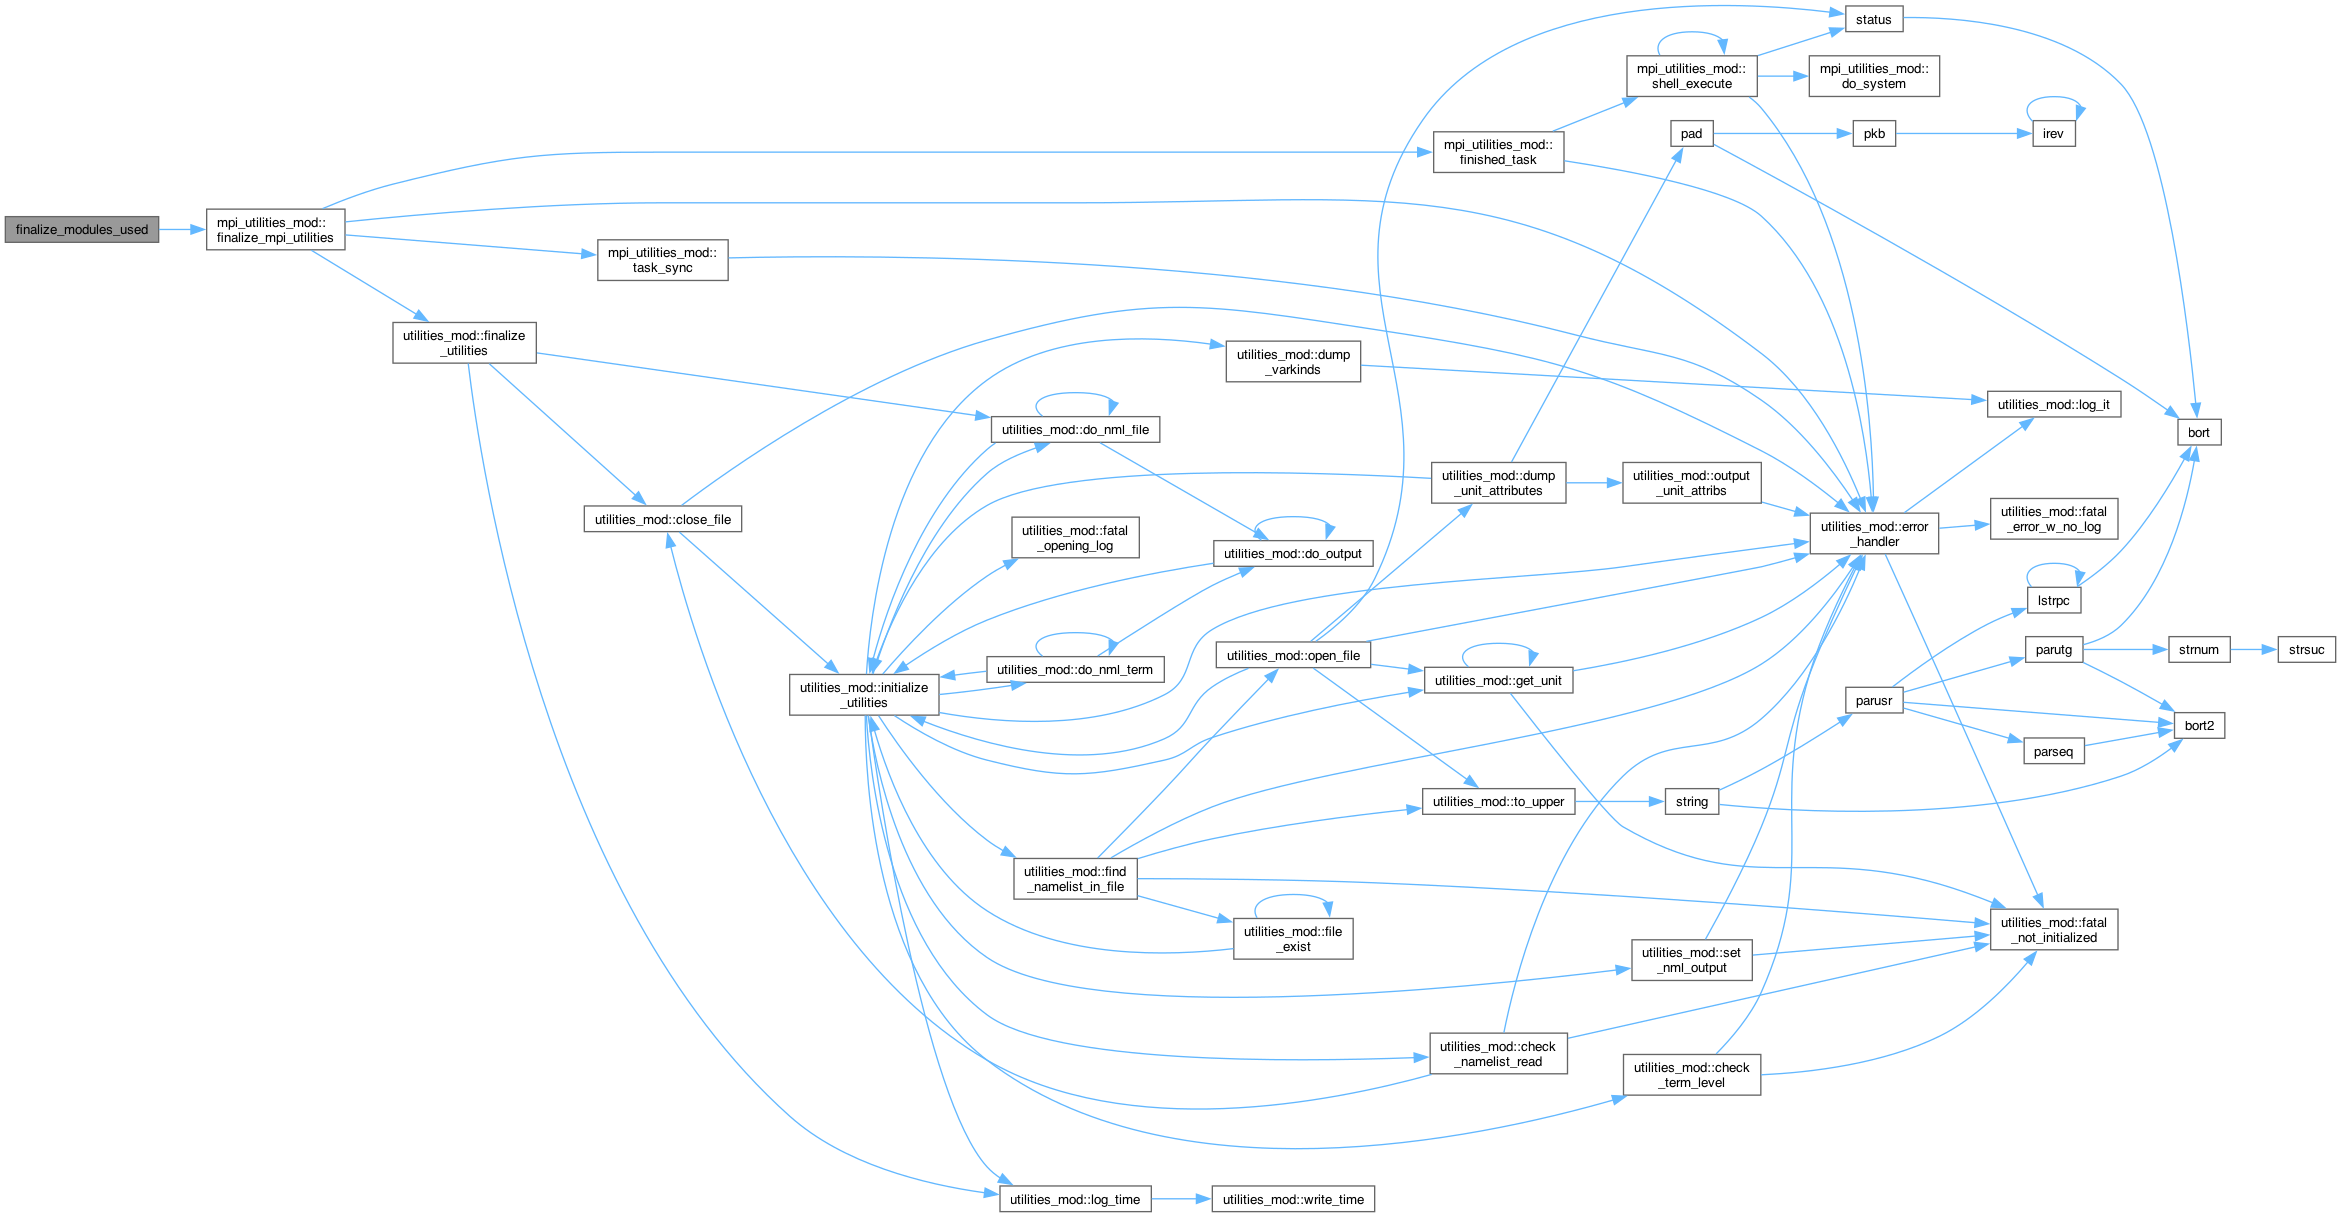 finalize_modules_used
mpi_utilities_mod::
finalize_mpi_utilities
utilities_mod::finalize
_utilities
mpi_utilities_mod::
task_sync
utilities_mod::close_file
utilities_mod::initialize
_utilities
utilities_mod::do_nml_file
utilities_mod::fatal
_opening_log
utilities_mod::do_nml_term
utilities_mod::find
_namelist_in_file
utilities_mod::log_time
utilities_mod::dump
_varkinds
utilities_mod::do_output
utilities_mod::open_file
utilities_mod::file
_exist
utilities_mod::write_time
mpi_utilities_mod::
finished_task
utilities_mod::dump
_unit_attributes
utilities_mod::get_unit
utilities_mod::to_upper
utilities_mod::check
_namelist_read
mpi_utilities_mod::
shell_execute
pad
utilities_mod::output
_unit_attribs
string
utilities_mod::set
_nml_output
utilities_mod::check
_term_level
status
mpi_utilities_mod::
do_system
pkb
utilities_mod::error
_handler
parusr
irev
utilities_mod::log_it
utilities_mod::fatal
_error_w_no_log
lstrpc
parutg
parseq
utilities_mod::fatal
_not_initialized
bort
strnum
bort2
strsuc